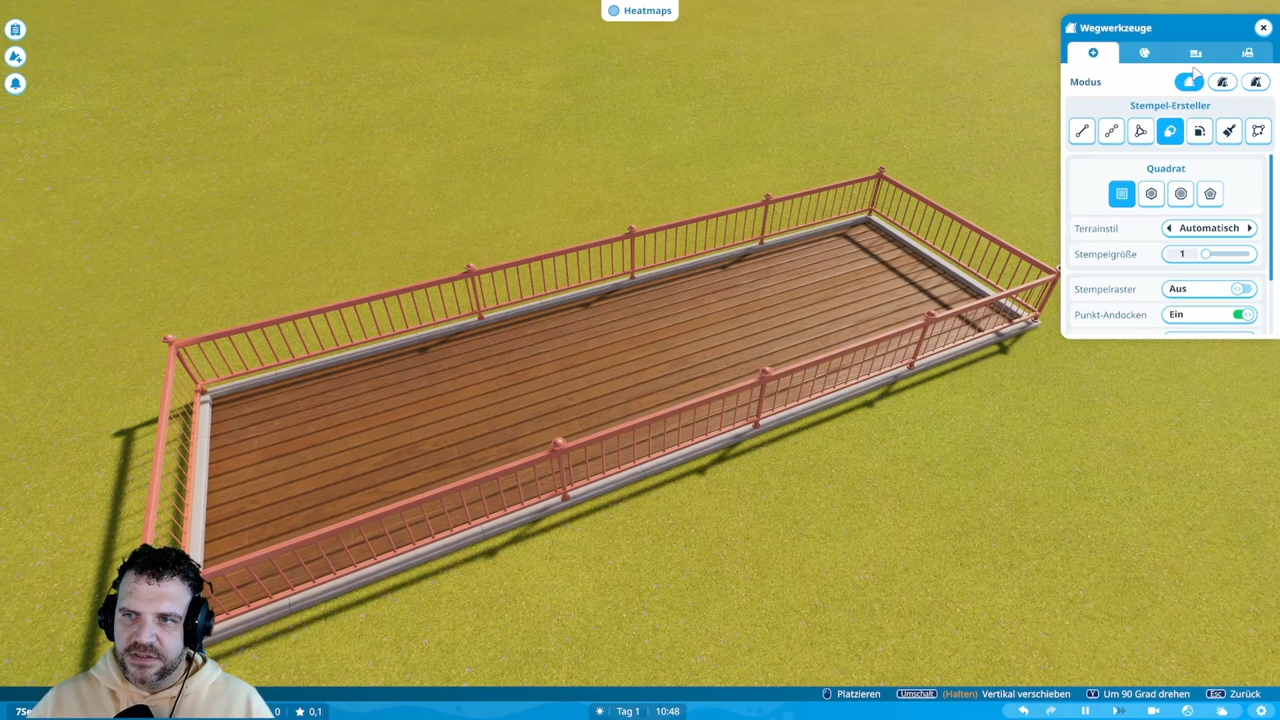 Heatmaps
Wegwerkzeuge
Modus
Stempel-Ersteller
Quadrat
Terrainstil Automatisch
Stempelgröße 1
Stempelraster Aus
Punkt-Andocken Ein
Platzieren Umschalt (Halten) Vertikal verschieben Y Um 90 Grad drehen Esc Zurück
0 0,1 Tag 1 10:48